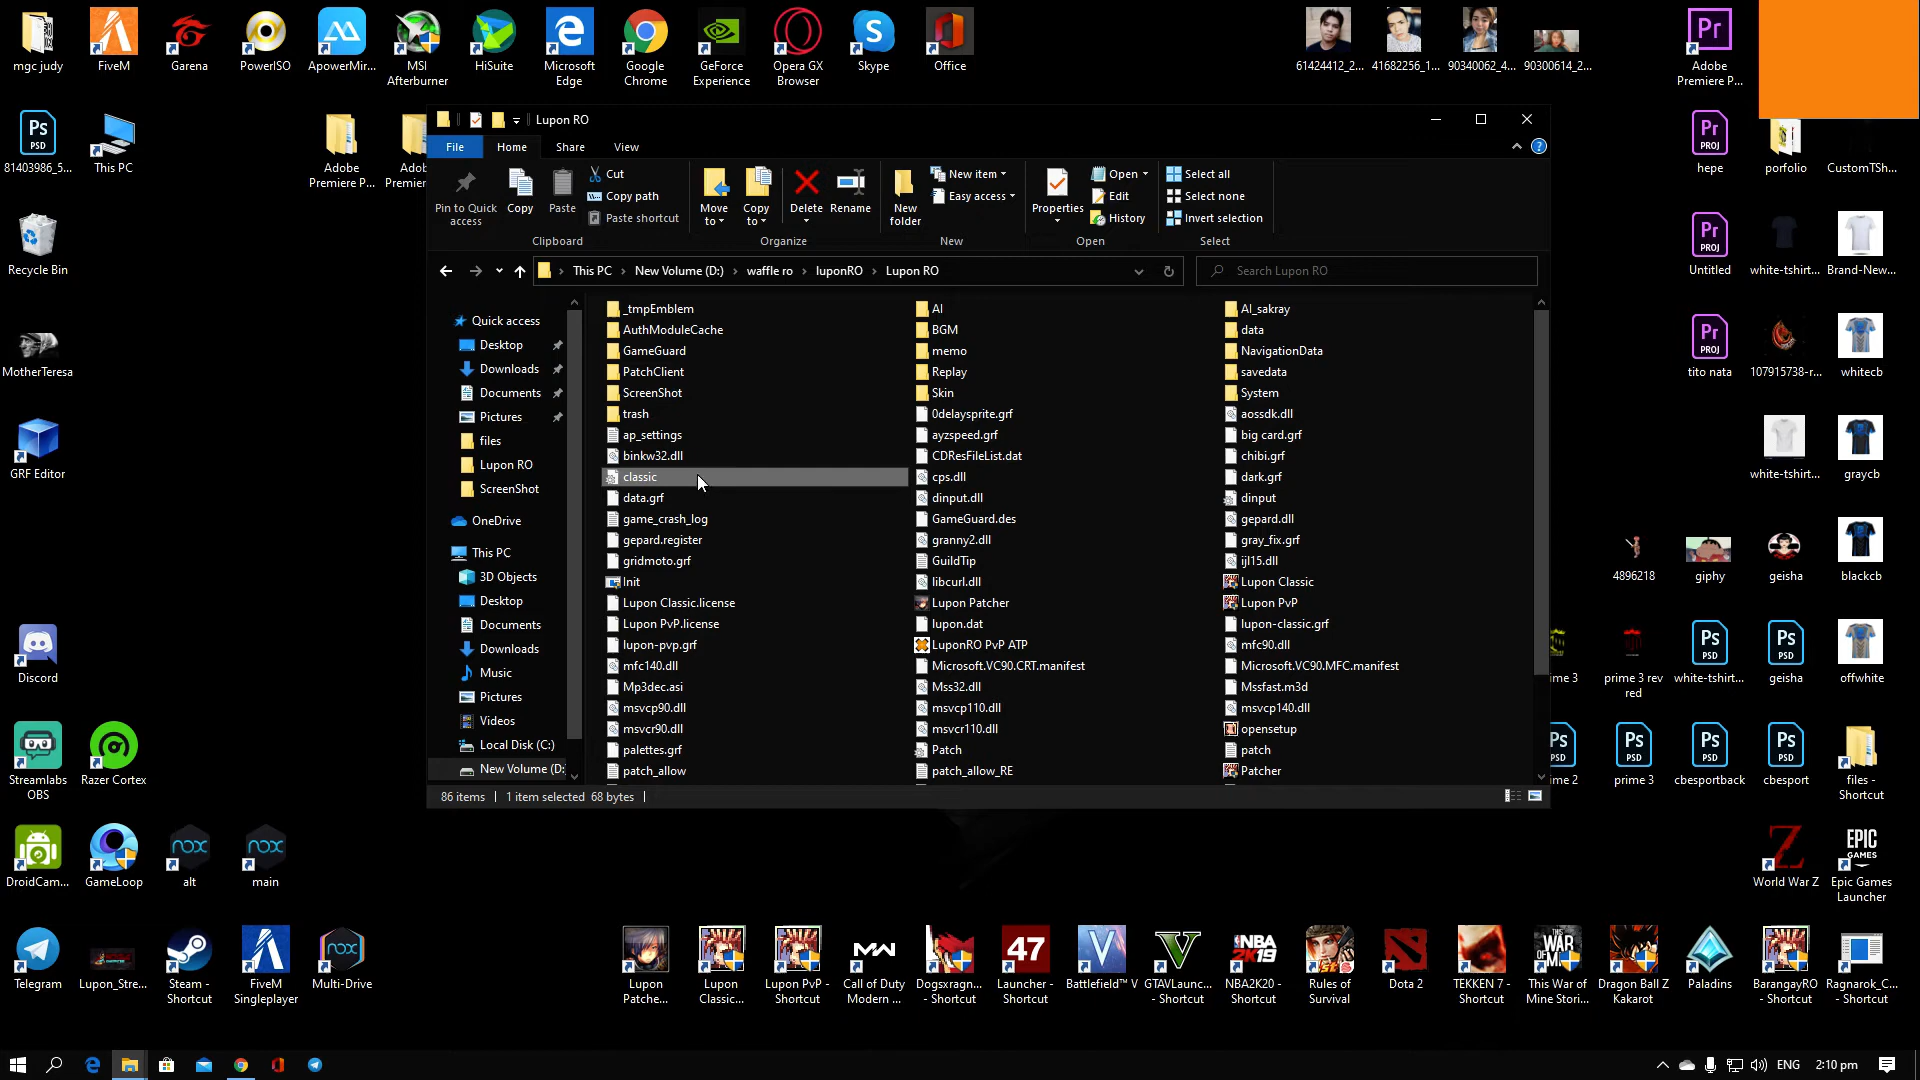 mgc judy
FiveM
Garena
PowerISO
ApowerMir...
MSI
Afterburner
HiSuite
Microsoft
Edge
Google
Chrome
GeForce
Experience
Opera GX
Browser
Skype
Office
61424412_2...
41682256_1...
90340062_4...
90300614_2...
Adobe
Premiere P...
81403986_5...
This PC
Adobe
Premiere P...
Adob
Premier
hepe
porfolio
CustomTSh...
Lupon RO
File
Home
Share
View
Pin to Quick
access
Copy
Paste
Cut
Copy path
Paste shortcut
Clipboard
Move
to
Copy
to
Delete
Rename
Organize
New
folder
New item
Easy access
New
Properties
Open
Edit
History
Open
Select all
Select none
Invert selection
Select
This PC > New Volume (D:) > waffle ro > luponRO > Lupon RO
Search Lupon RO
Recycle Bin
MotherTeresa
GRF Editor
Discord
Streamlabs
OBS
Razer Cortex
Quick access
Desktop
Downloads
Documents
Pictures
files
Lupon RO
ScreenShot
OneDrive
This PC
3D Objects
Desktop
Documents
Downloads
Music
Pictures
Videos
Local Disk (C:)
New Volume (D:
_tmpEmblem
AI
AI_sakray
AuthModuleCache
BGM
data
GameGuard
memo
NavigationData
PatchClient
Replay
savedata
ScreenShot
Skin
System
trash
0delaysprite.grf
aossdk.dll
ap_settings
ayzspeed.grf
big card.grf
binkw32.dll
CDResFileList.dat
chibi.grf
classic
cps.dll
dark.grf
data.grf
dinput.dll
dinput
game_crash_log
GameGuard.des
gepard.dll
gepard.register
granny2.dll
gray_fix.grf
gridmoto.grf
GuildTip
ijl15.dll
Init
libcurl.dll
Lupon Classic
Lupon Classic.license
Lupon Patcher
Lupon PvP
Lupon PvP.license
lupon.dat
lupon-classic.grf
lupon-pvp.grf
LuponRO PvP ATP
mfc90.dll
mfc140.dll
Microsoft.VC90.CRT.manifest
Microsoft.VC90.MFC.manifest
Mp3dec.asi
Mss32.dll
Mssfast.m3d
msvcp90.dll
msvcp110.dll
msvcp140.dll
msvcr90.dll
msvcr110.dll
opensetup
palettes.grf
Patch
patch
patch_allow
patch_allow_RE
Patcher
86 items
1 item selected 68 bytes
Untitled
white-tshirt...
Brand-New...
tito nata
107915738-r...
whitecb
white-tshirt...
graycb
4896218
giphy
geisha
blackcb
me 3
prime 3 rev
red
white-tshirt...
geisha
offwhite
me 2
prime 3
cbesportect
cbesport
files -
Shortcut
DroidCam...
GameLoop
alt
main
World War Z
Epic Games
Launcher
Telegram
Lupon_Stre...
Steam -
Shortcut
FiveM
Singleplayer
Multi-Drive
Lupon
Patche...
Lupon
Classic...
Lupon PvP -
Shortcut
Call of Duty
Modern ...
Dogsxragn...
- Shortcut
Launcher -
Shortcut
Battlefield™ V
GTAVLaunc...
- Shortcut
NBA2K20 -
Shortcut
Rules of
Survival
Dota 2
TEKKEN 7 -
Shortcut
This War of
Mine Stori...
Dragon Ball Z
Kakarot
Paladins
BarangayRO
- Shortcut
Ragnarok_C...
- Shortcut
ENG
2:10 pm